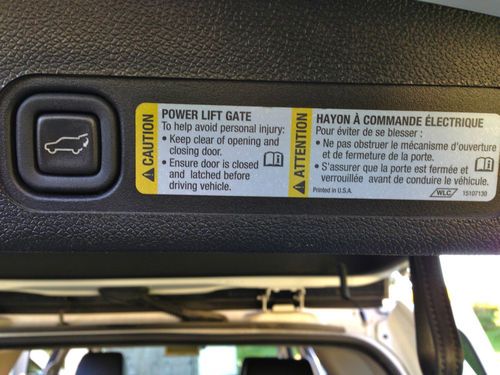 CAUTION
POWER LIFT GATE
To help avoid personal injury:
• Keep clear of opening and
closing door.
• Ensure door is closed
and latched before
driving vehicle.
ATTENTION
HAYON À COMMANDE ÉLECTRIQUE
Pour éviter de se blesser :
• Ne pas obstruer le mécanisme d'ouverture
et de fermeture de la porte.
• S'assurer que la porte est fermée et
verrouillée avant de conduire le véhicule.
Printed in U.S.A.
WLC
15107130